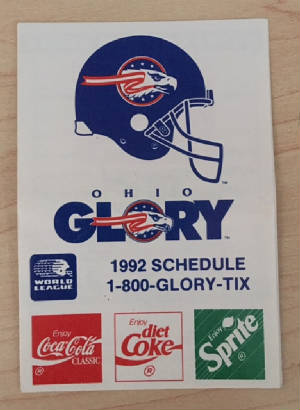 OHIO
GLORY
TM
WORLD
LEAGUE
1992 SCHEDULE
1-800-GLORY-TIX
Enjoy
Coca-Cola
CLASSIC
®
Enjoy
diet
Coke
®
Enjoy
Sprite
®